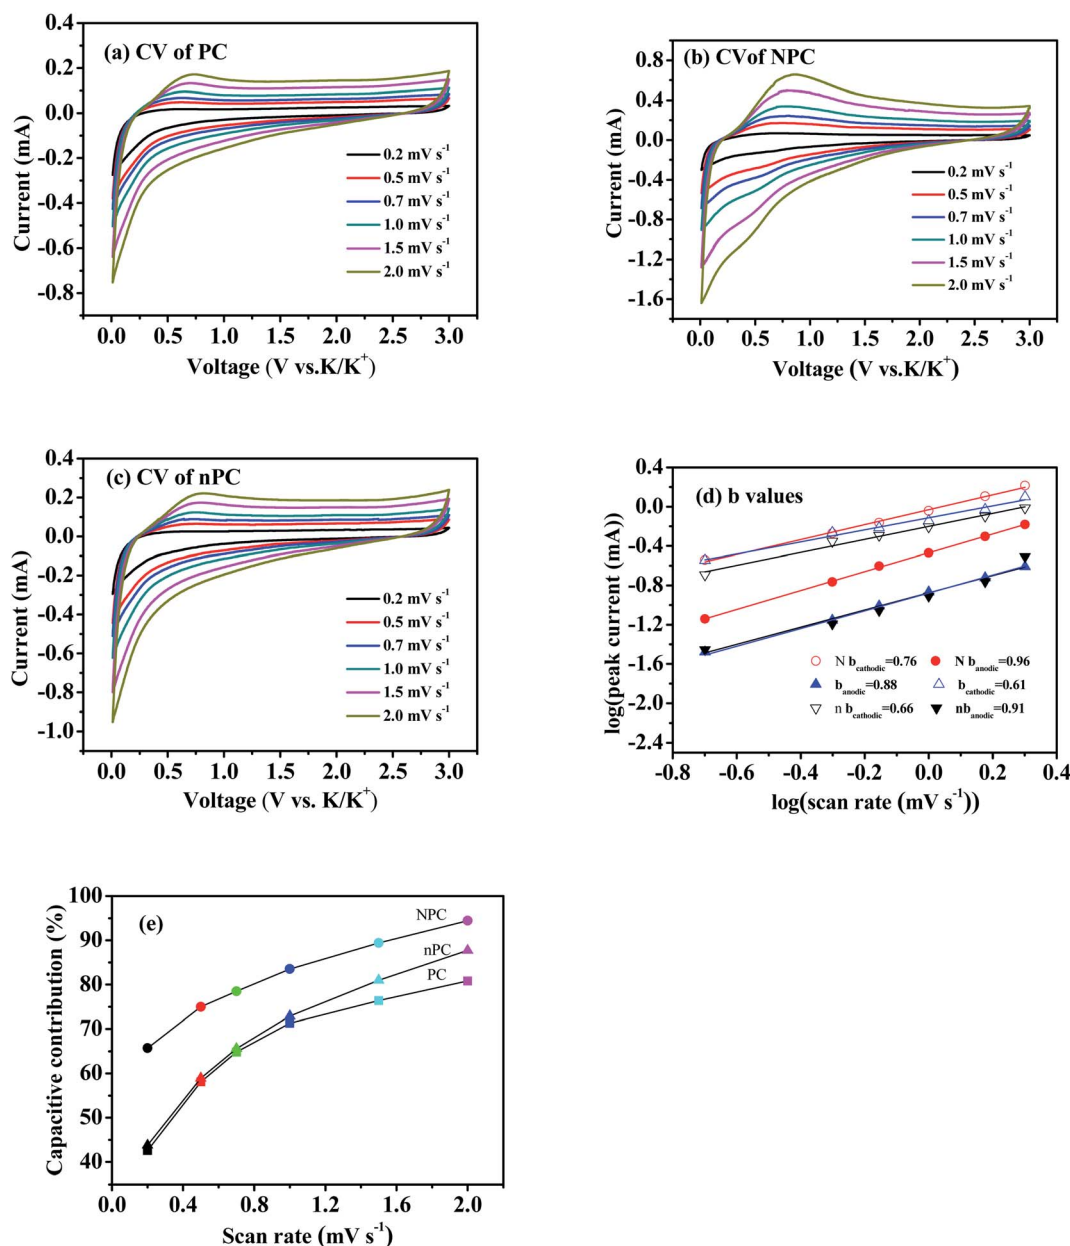 (a) CV of PC
0.4
0.2
0.0
-0.2
-0.4
-0.6
-0.8
Current (mA)
0.2 mV s⁻¹
0.5 mV s⁻¹
0.7 mV s⁻¹
1.0 mV s⁻¹
1.5 mV s⁻¹
2.0 mV s⁻¹
0.0 0.5 1.0 1.5 2.0 2.5 3.0
Voltage (V vs.K/K⁺)
(b) CVof NPC
0.8
0.4
0.0
-0.4
-0.8
-1.2
-1.6
Current (mA)
0.2 mV s⁻¹
0.5 mV s⁻¹
0.7 mV s⁻¹
1.0 mV s⁻¹
1.5 mV s⁻¹
2.0 mV s⁻¹
0.0 0.5 1.0 1.5 2.0 2.5 3.0
Voltage (V vs.K/K⁺)
(c) CV of nPC
0.4
0.2
0.0
-0.2
-0.4
-0.6
-0.8
-1.0
Current (mA)
0.2 mV s⁻¹
0.5 mV s⁻¹
0.7 mV s⁻¹
1.0 mV s⁻¹
1.5 mV s⁻¹
2.0 mV s⁻¹
0.0 0.5 1.0 1.5 2.0 2.5 3.0
Voltage (V vs. K/K⁺)
(d) b values
0.4
0.0
-0.4
-0.8
-1.2
-1.6
-2.0
-2.4
log(peak current (mA))
N b cathodic=0.76 N b anodic=0.96
b anodic=0.88 b cathodic=0.61
n b cathodic=0.66 nb anodic=0.91
-0.8 -0.6 -0.4 -0.2 0.0 0.2 0.4
log(scan rate (mV s⁻¹))
(e)
100
90
80
70
60
50
40
Capacitive contribution (%)
NPC
nPC
PC
0.0 0.4 0.8 1.2 1.6 2.0
Scan rate (mV s⁻¹)